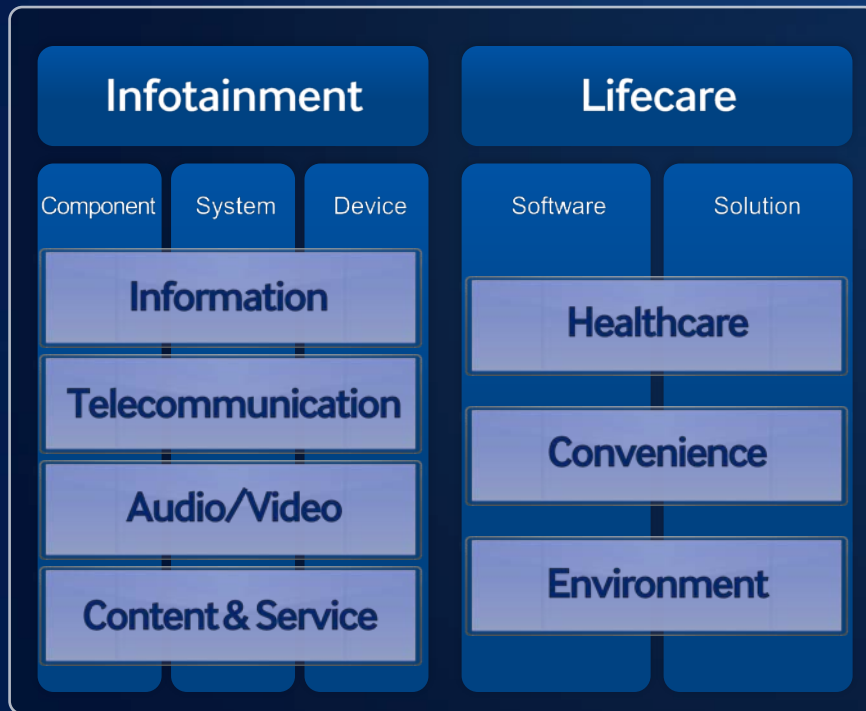 Infotainment
Lifecare
Component System Device
Software Solution
Information
Telecommunication
Audio/Video
Content & Service
Healthcare
Convenience
Environment